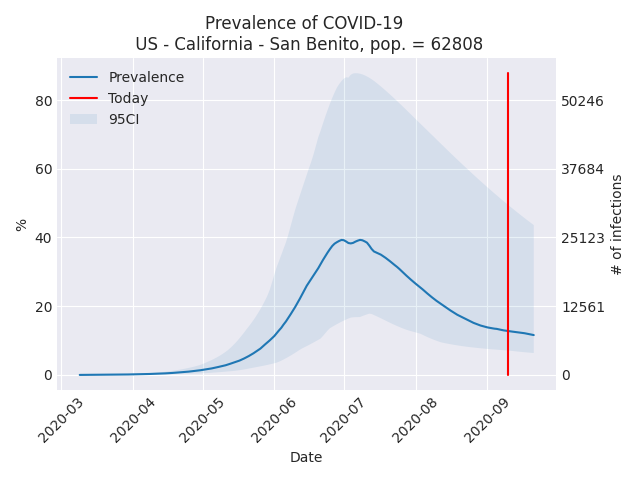 Prevalence of COVID-19
US - California - San Benito, pop. = 62808
Prevalence
Today
95CI
80
60
40
20
0
%
50246
37684
25123
12561
0
# of infections
2020-03
2020-04
2020-05
2020-06
2020-07
2020-08
2020-09
Date